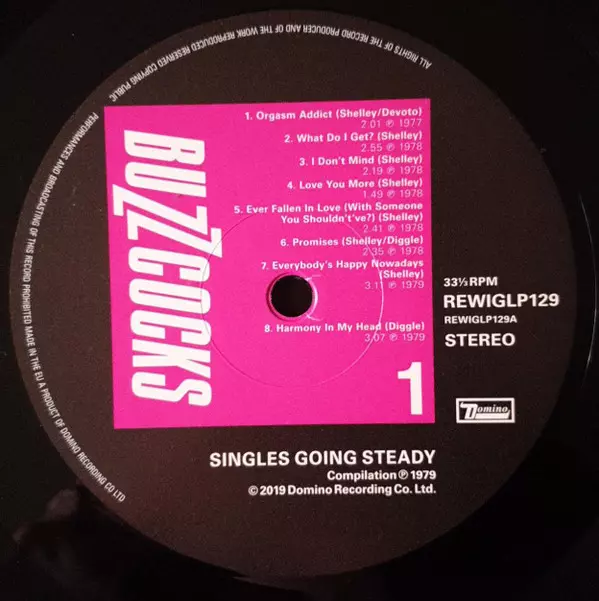 ALL RIGHTS OF THE RECORD PRODUCER AND OF THE OWNER OF THE WORK REPRODUCED RESERVED COPYING PUBLIC PERFORMANCES AND BROADCASTING OF THIS RECORD PROHIBITED MADE IN THE EU A PRODUCT OF DOMINO RECORDING CO LTD
BUZZCOCKS
1. Orgasm Addict (Shelley/Devoto)
2.01 ℗ 1977
2. What Do I Get? (Shelley)
2.55 ℗ 1978
3. I Don't Mind (Shelley)
2.19 ℗ 1978
4. Love You More (Shelley)
1.49 ℗ 1978
5. Ever Fallen In Love (With Someone
You Shouldn't've?) (Shelley)
2.41 ℗ 1978
6. Promises (Shelley/Diggle)
2.35 ℗ 1978
7. Everybody's Happy Nowadays
(Shelley)
3.11 ℗ 1979
8. Harmony In My Head (Diggle)
3.07 ℗ 1979
1
33⅓ RPM
REWIGLP129
REWIGLP129A
STEREO
Domino
SINGLES GOING STEADY
Compilation ℗ 1979
© 2019 Domino Recording Co. Ltd.